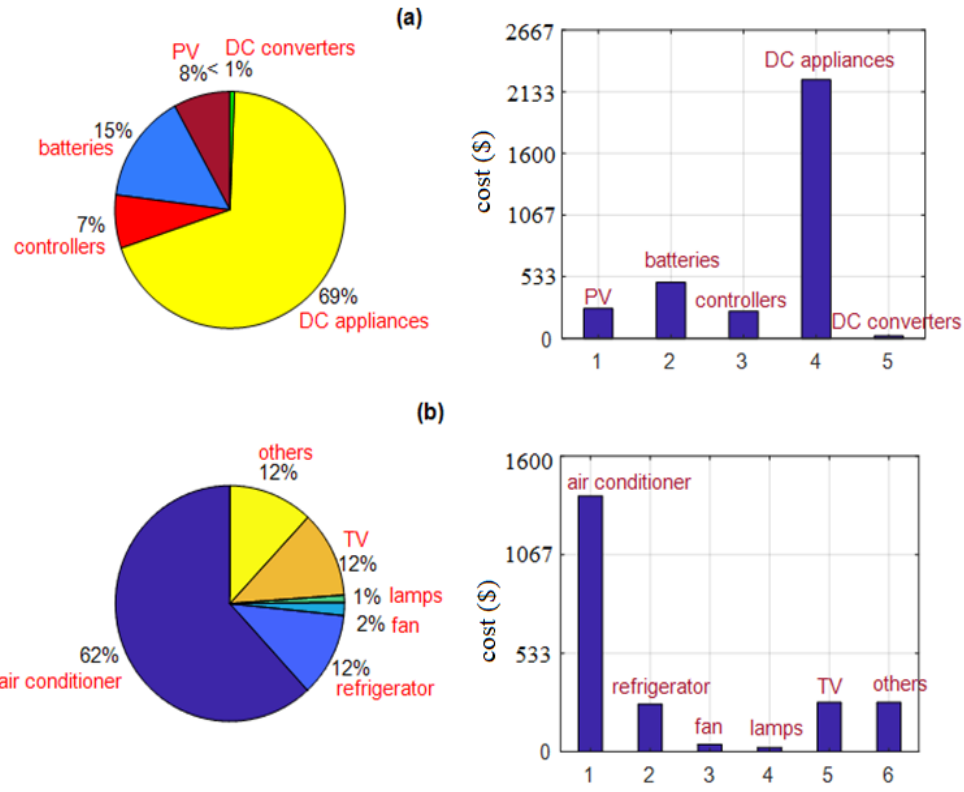 (a)
PV
DC converters
8%
< 1%
15%
batteries
7%
controllers
69%
DC appliances
2667
2133
1600
1067
533
0
cost ($)
DC appliances
batteries
PV
controllers
DC converters
1 2 3 4 5
(b)
others
12%
TV
12%
1% lamps
2% fan
12%
refrigerator
62%
air conditioner
1600
1067
533
0
cost ($)
air conditioner
refrigerator
fan
lamps
TV
others
1 2 3 4 5 6